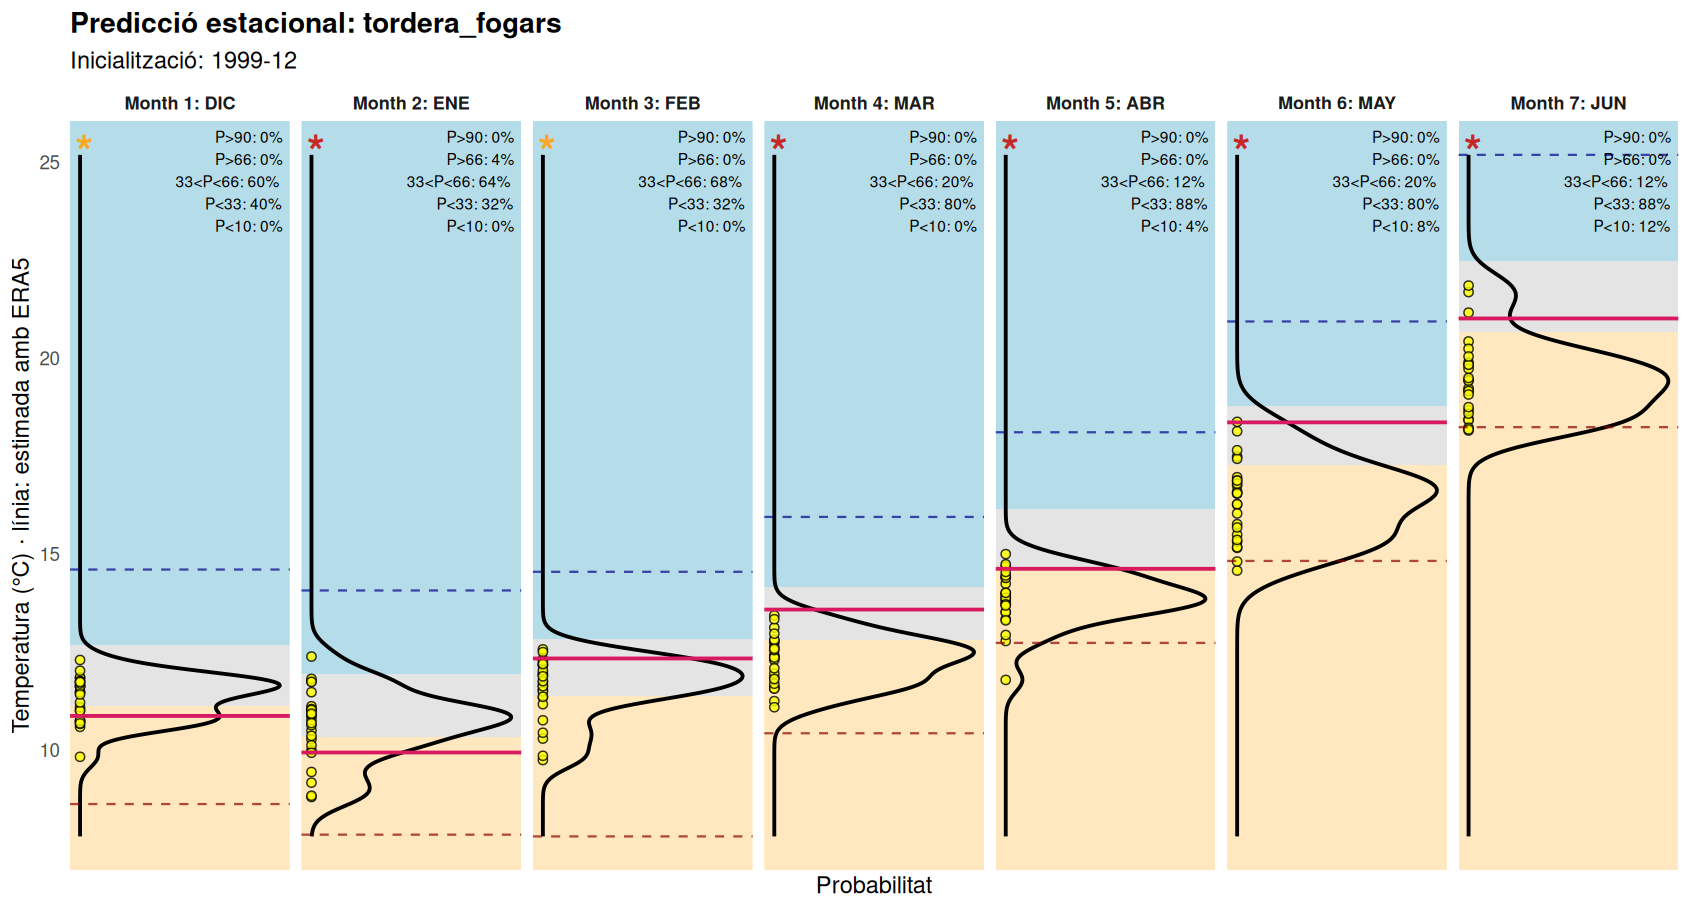 Predicció estacional: tordera_fogars
Inicialització: 1999-12
Month 1: DIC
Month 2: ENE
Month 3: FEB
Month 4: MAR
Month 5: ABR
Month 6: MAY
Month 7: JUN
*
P>90: 0%
P>66: 0%
33<P<66: 60%
P<33: 40%
P<10: 0%
*
P>90: 0%
P>66: 4%
33<P<66: 64%
P<33: 32%
P<10: 0%
*
P>90: 0%
P>66: 0%
33<P<66: 68%
P<33: 32%
P<10: 0%
*
P>90: 0%
P>66: 0%
33<P<66: 20%
P<33: 80%
P<10: 0%
*
P>90: 0%
P>66: 0%
33<P<66: 12%
P<33: 88%
P<10: 4%
*
P>90: 0%
P>66: 0%
33<P<66: 20%
P<33: 80%
P<10: 8%
*
P>90: 0%
P>66: 0%
33<P<66: 12%
P<33: 88%
P<10: 12%
25
20
15
10
Temperatura (°C) · línia: estimada amb ERA5
Probabilitat